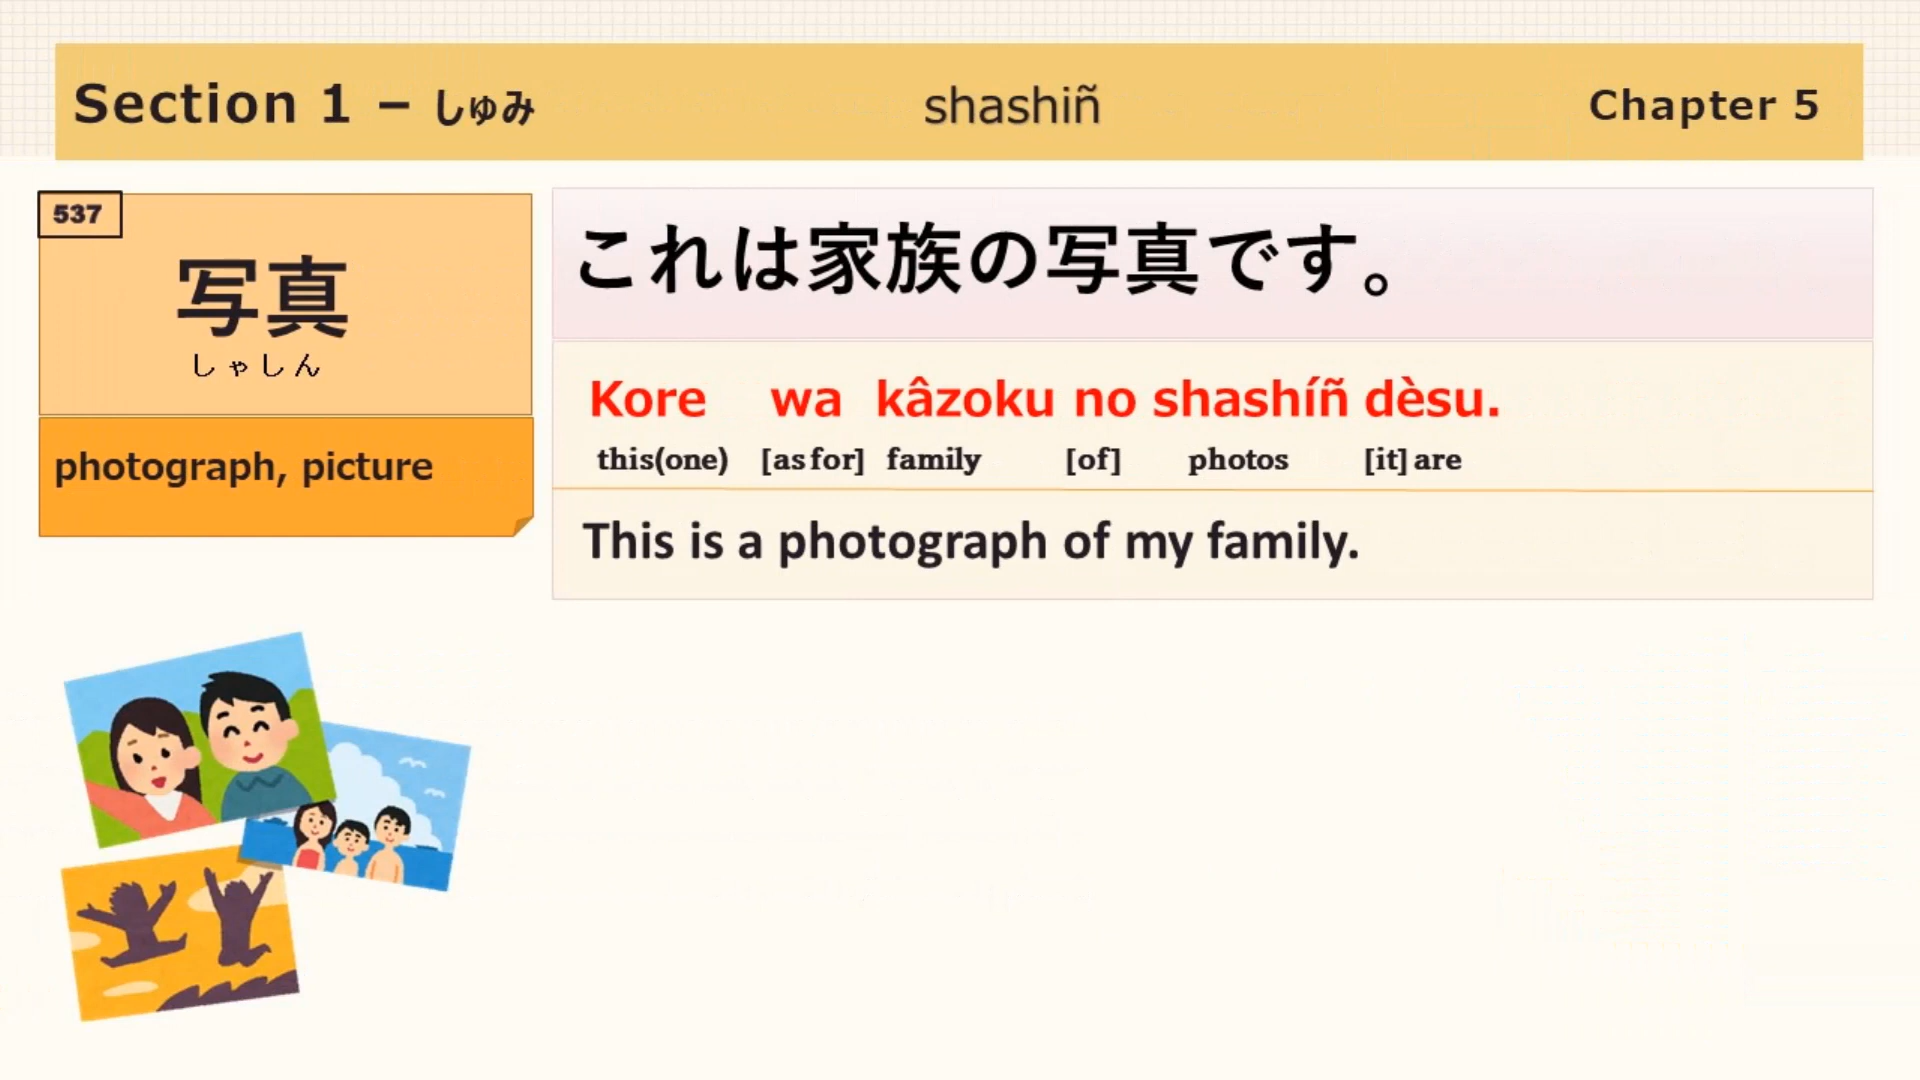 Section 1 – しゅみ
shashiñ
Chapter 5
537
写真
しゃしん
photograph, picture
これは家族の写真です。
Kore wa kâzoku no shashíñ dèsu.
this(one) [as for] family [of] photos [it] are
This is a photograph of my family.